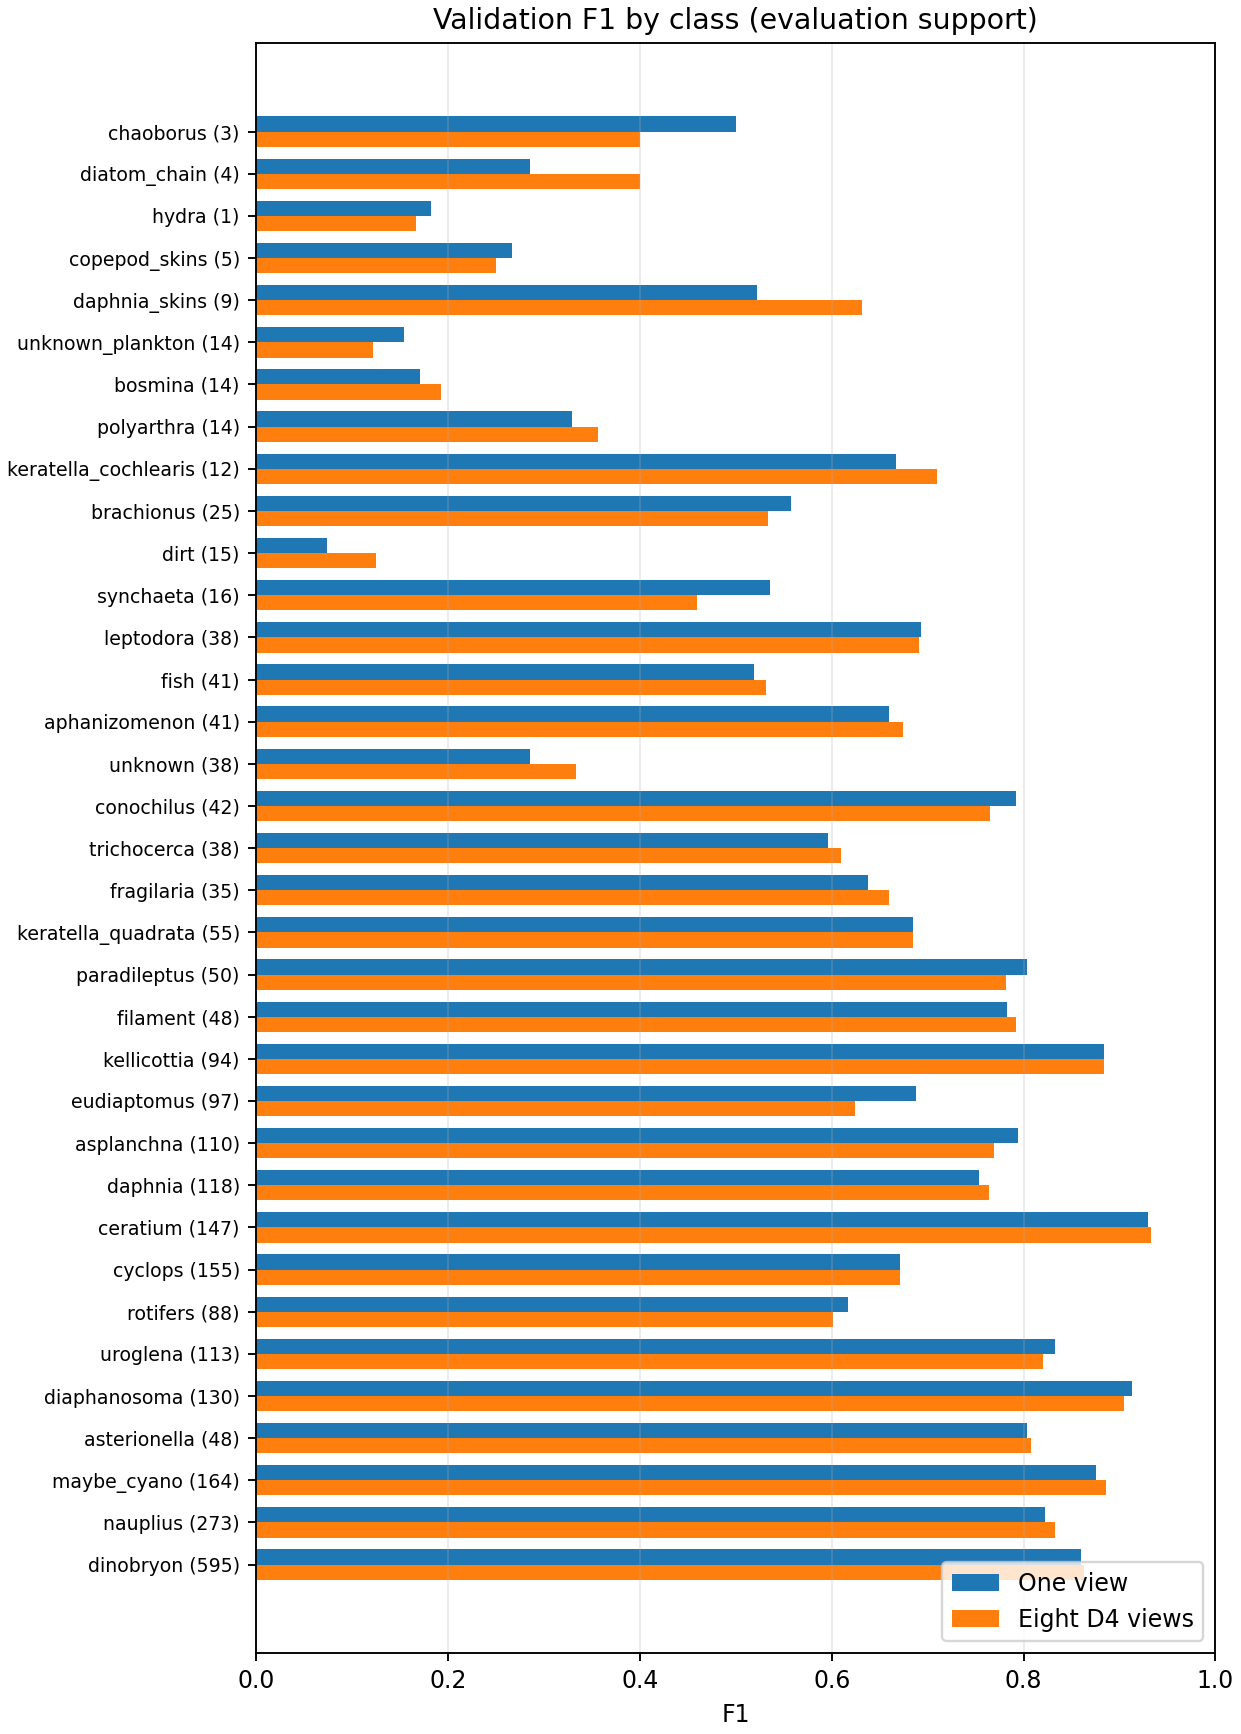 Validation F1 by class (evaluation support)
chaoborus (3)
diatom_chain (4)
hydra (1)
copepod_skins (5)
daphnia_skins (9)
unknown_plankton (14)
bosmina (14)
polyarthra (14)
keratella_cochlearis (12)
brachionus (25)
dirt (15)
synchaeta (16)
leptodora (38)
fish (41)
aphanizomenon (41)
unknown (38)
conochilus (42)
trichocerca (38)
fragilaria (35)
keratella_quadrata (55)
paradileptus (50)
filament (48)
kellicottia (94)
eudiaptomus (97)
asplanchna (110)
daphnia (118)
ceratium (147)
cyclops (155)
rotifers (88)
uroglena (113)
diaphanosoma (130)
asterionella (48)
maybe_cyano (164)
nauplius (273)
dinobryon (595)
One view
Eight D4 views
0.0 0.2 0.4 0.6 0.8 1.0
F1